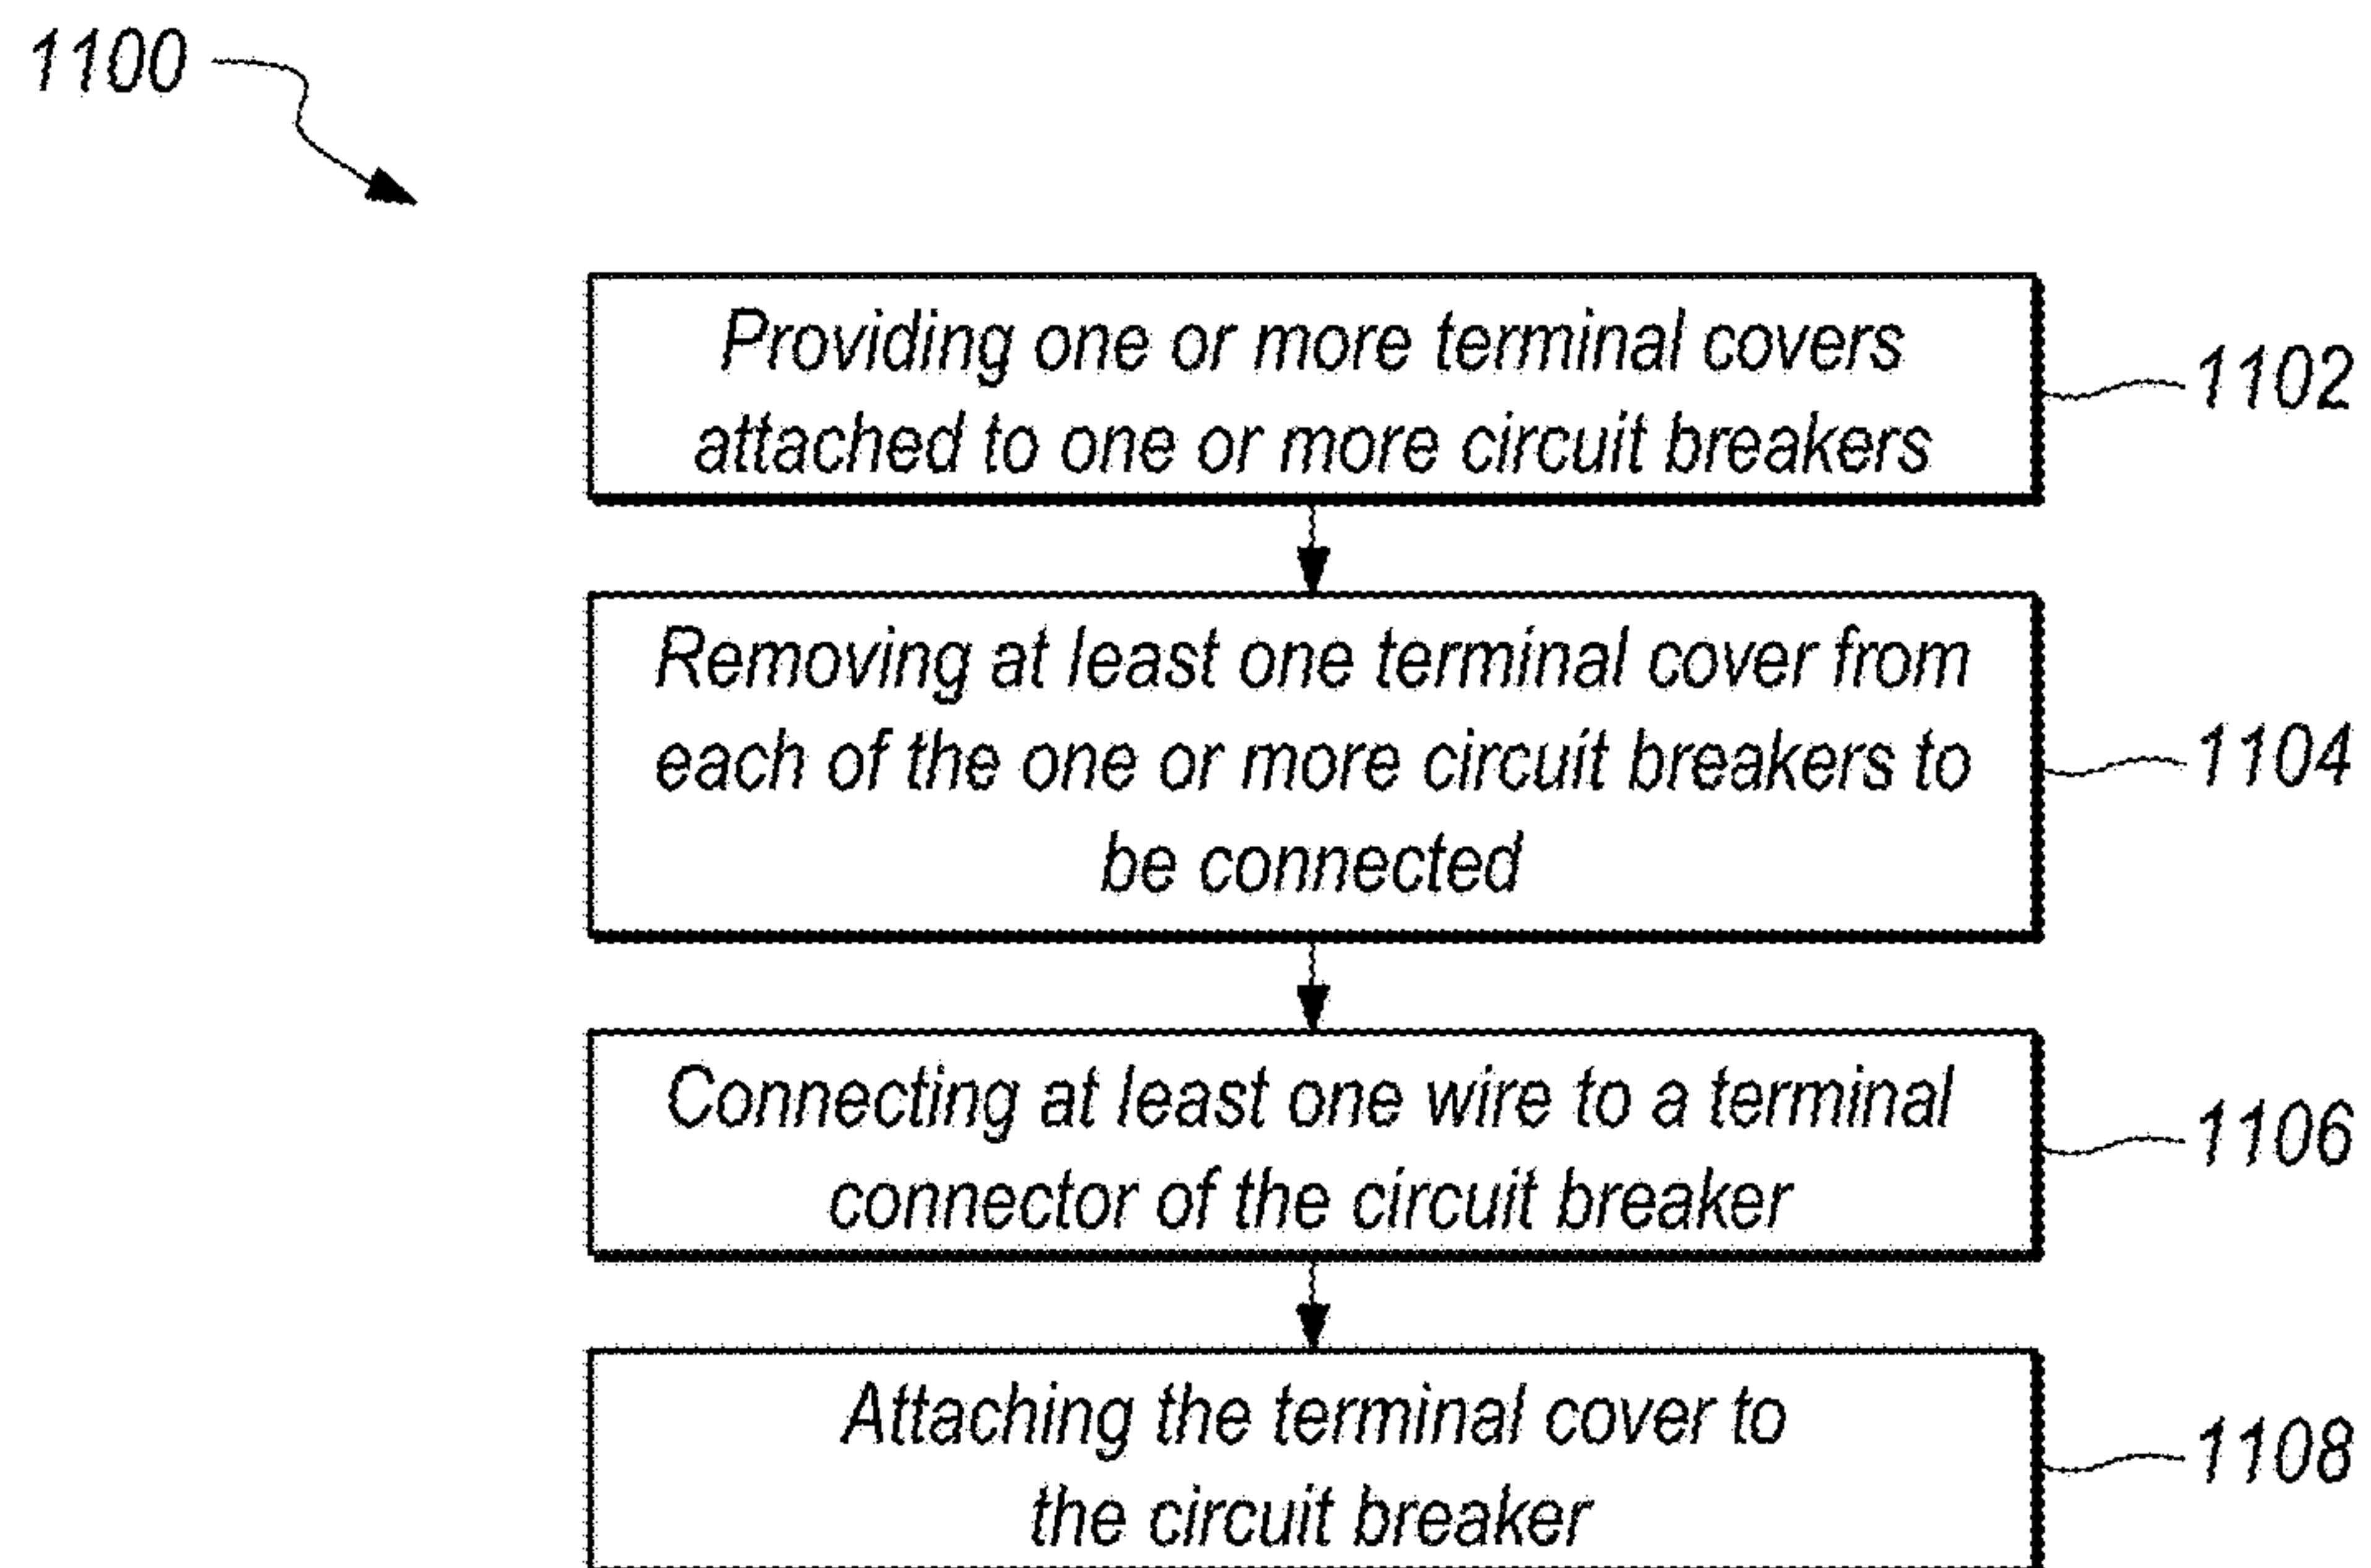 1100
Providing one or more terminal covers
attached to one or more circuit breakers
1102
Removing at least one terminal cover from
each of the one or more circuit breakers to
be connected
1104
Connecting at least one wire to a terminal
connector of the circuit breaker
1106
Attaching the terminal cover to
the circuit breaker
1108